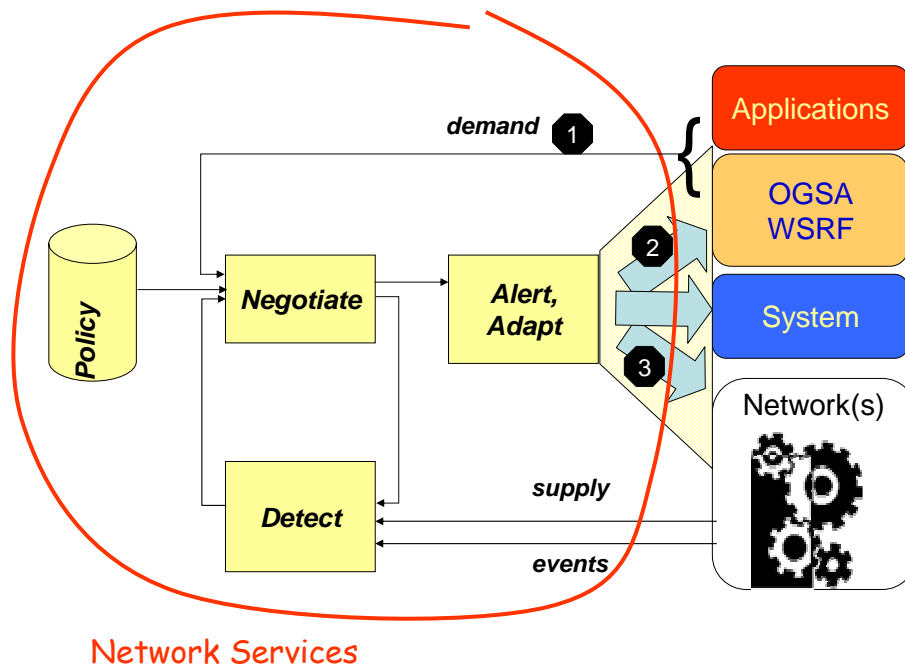 Applications
demand
1
OGSA
WSRF
2
Policy
Negotiate
Alert,
Adapt
System
3
Network(s)
supply
Detect
events
Network Services